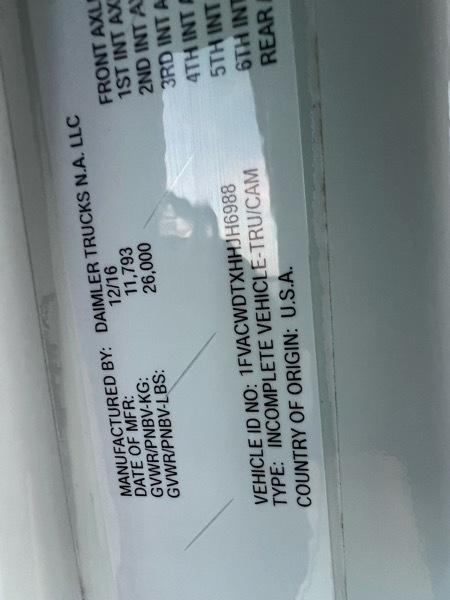 MANUFACTURED BY: DAIMLER TRUCKS N.A. LLC
DATE OF MFR: 12/16
GVWR/PNBV-KG: 11,793
GVWR/PNBV-LBS: 26,000
FRONT AXL
1ST INT AX
2ND INT A
3RD INT A
4TH INT
5TH INT
6TH INT
REAR
VEHICLE ID NO: 1FVACWDTXHHJH6988
TYPE: INCOMPLETE VEHICLE-TRU/CAM
COUNTRY OF ORIGIN: U.S.A.